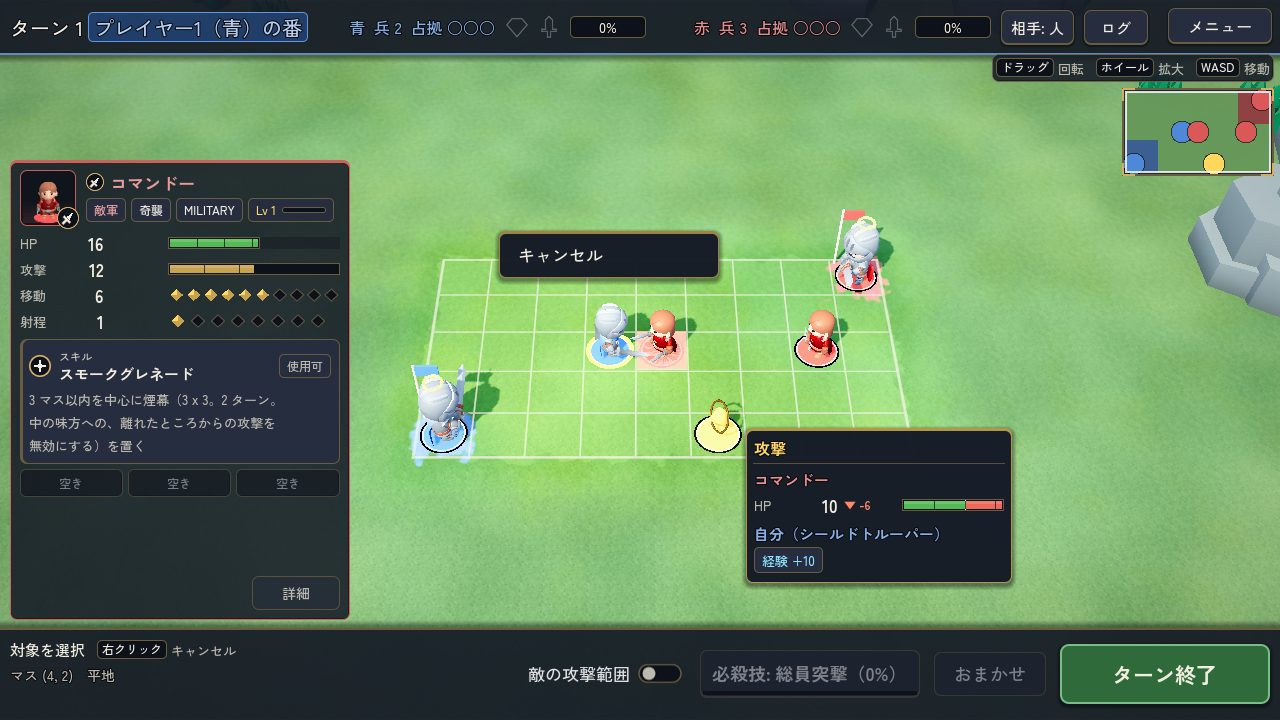 ターン 1 プレイヤー1（青）の番 青 兵 2 占拠 〇〇〇 0% 赤 兵 3 占拠 〇〇〇 0% 相手: 人 ログ メニュー
ドラッグ 回転 ホイール 拡大 WASD 移動
コマンドー
敵軍 奇襲 MILITARY Lv 1
HP 16
攻撃 12
移動 6
射程 1
スキル
スモークグレネード 使用可
3 マス以内を中心に煙幕（3 x 3。2 ターン。
中の味方への、離れたところからの攻撃を
無効にする）を置く
空き 空き 空き
詳細
キャンセル
攻撃
コマンドー
HP 10 ▼ -6
自分（シールドトルーパー）
経験 +10
対象を選択 右クリック キャンセル
マス (4, 2) 平地
敵の攻撃範囲 必殺技: 総員突撃（0%） おまかせ ターン終了